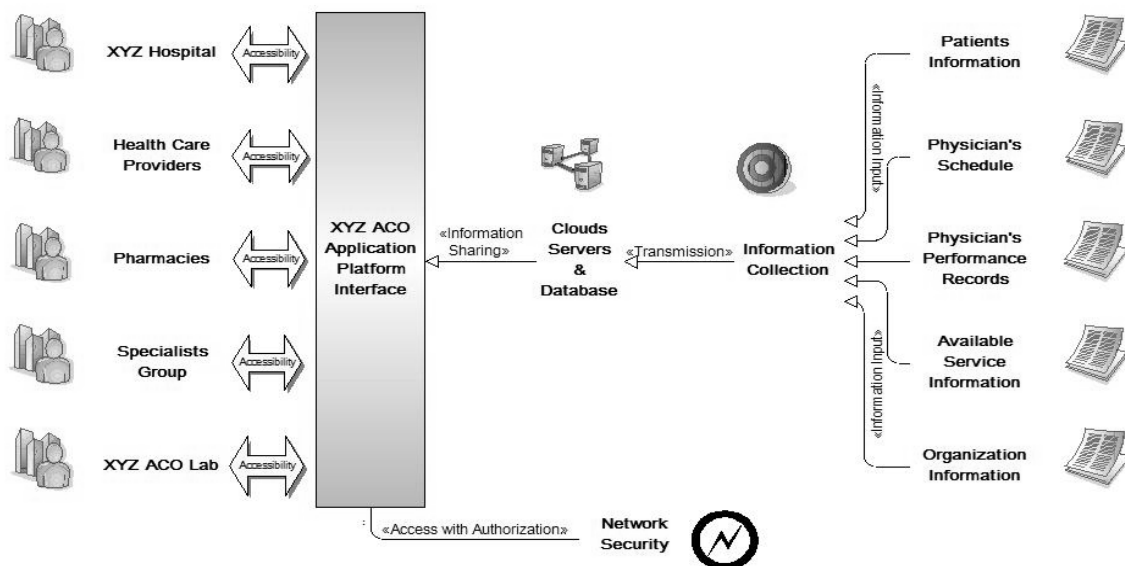 XYZ Hospital
Accessibility
Health Care
Providers
Accessibility
Pharmacies
Accessibility
Specialists
Group
Accessibility
XYZ ACO Lab
Accessibility
XYZ ACO
Application
Platform
Interface
«Information
Sharing»
Clouds
Servers
&
Database
«Transmission»
Information
Collection
«Information Input»
«Information Input»
Patients
Information
Physician's
Schedule
Physician's
Performance
Records
Available
Service
Information
Organization
Information
:
«Access with Authorization»
Network
Security